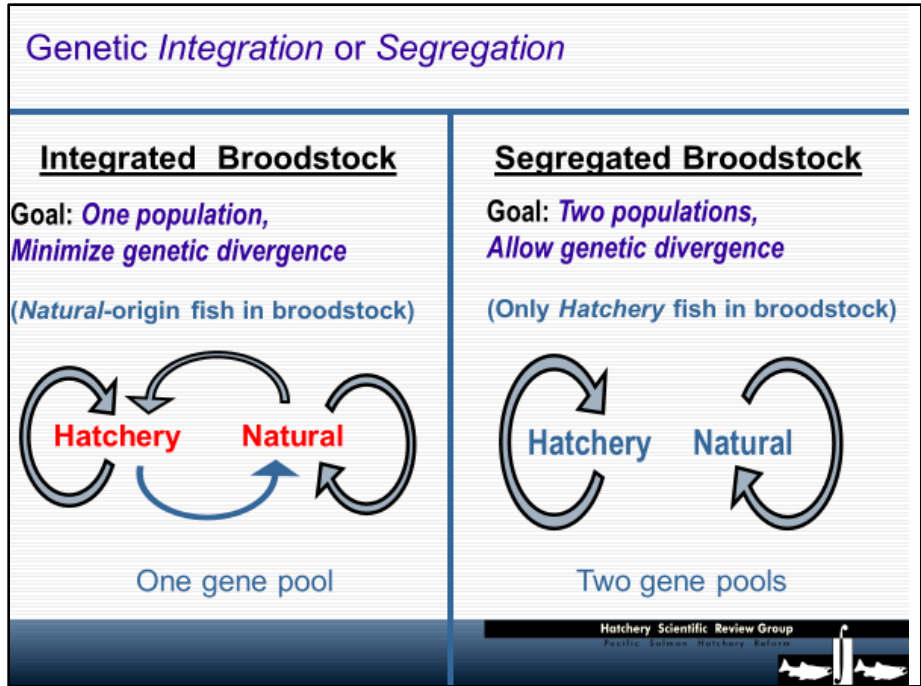 Genetic Integration or Segregation
Integrated Broodstock
Goal: One population,
Minimize genetic divergence
(Natural-origin fish in broodstock)
Hatchery Natural
One gene pool
Segregated Broodstock
Goal: Two populations,
Allow genetic divergence
(Only Hatchery fish in broodstock)
Hatchery Natural
Two gene pools
Hatchery Scientific Review Group
Pacific Salmon Hatchery Reform